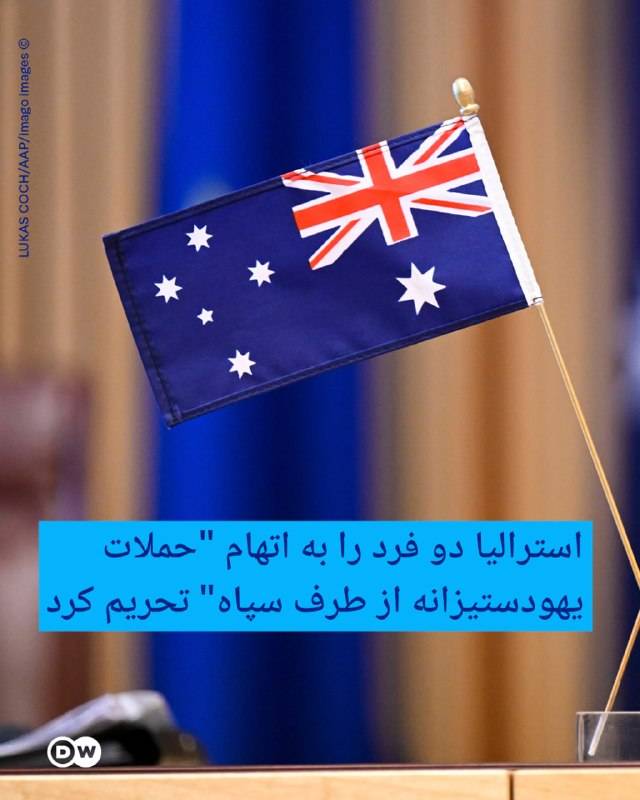 © LUKAS COCH/AAP/Imago images
استرالیا دو فرد را به اتهام "حملات
یهودستیزانه از طرف سپاه" تحریم کرد
DW